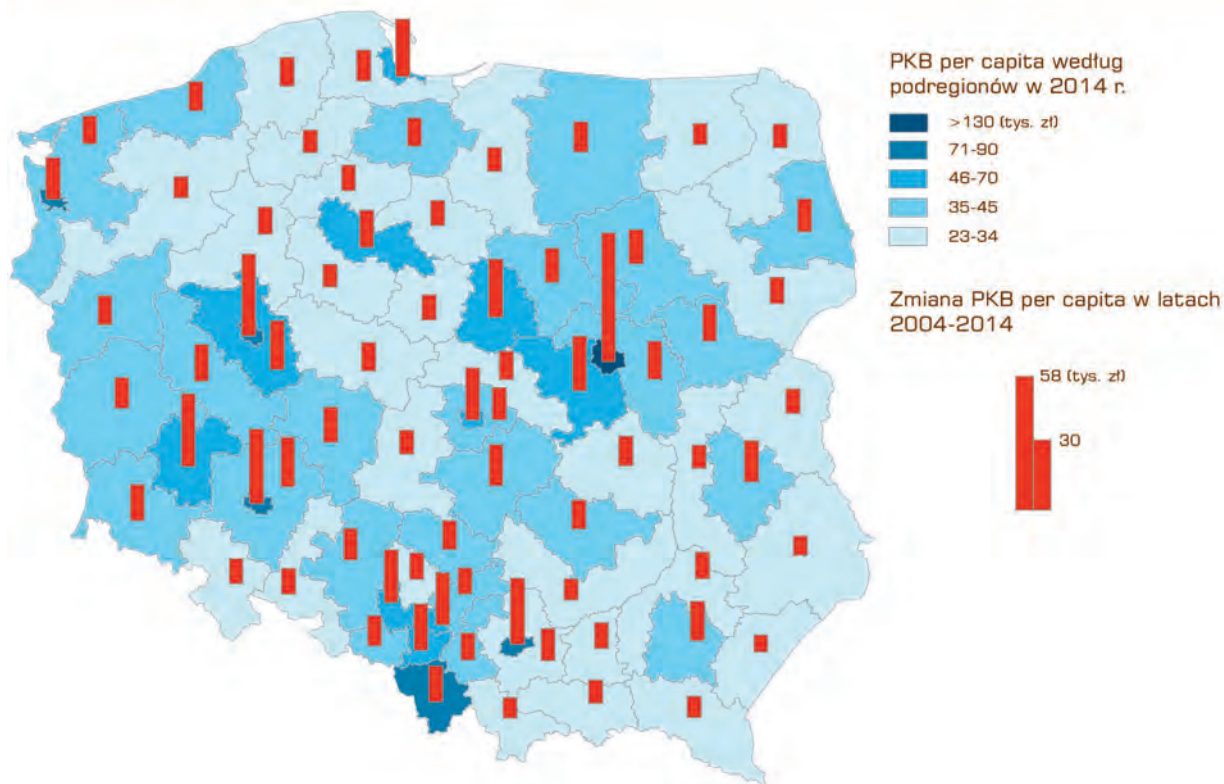 PKB per capita według
podregionów w 2014 r.
>130 (tys. zł)
71-90
46-70
35-45
23-34
Zmiana PKB per capita w latach
2004-2014
58 (tys. zł)
30